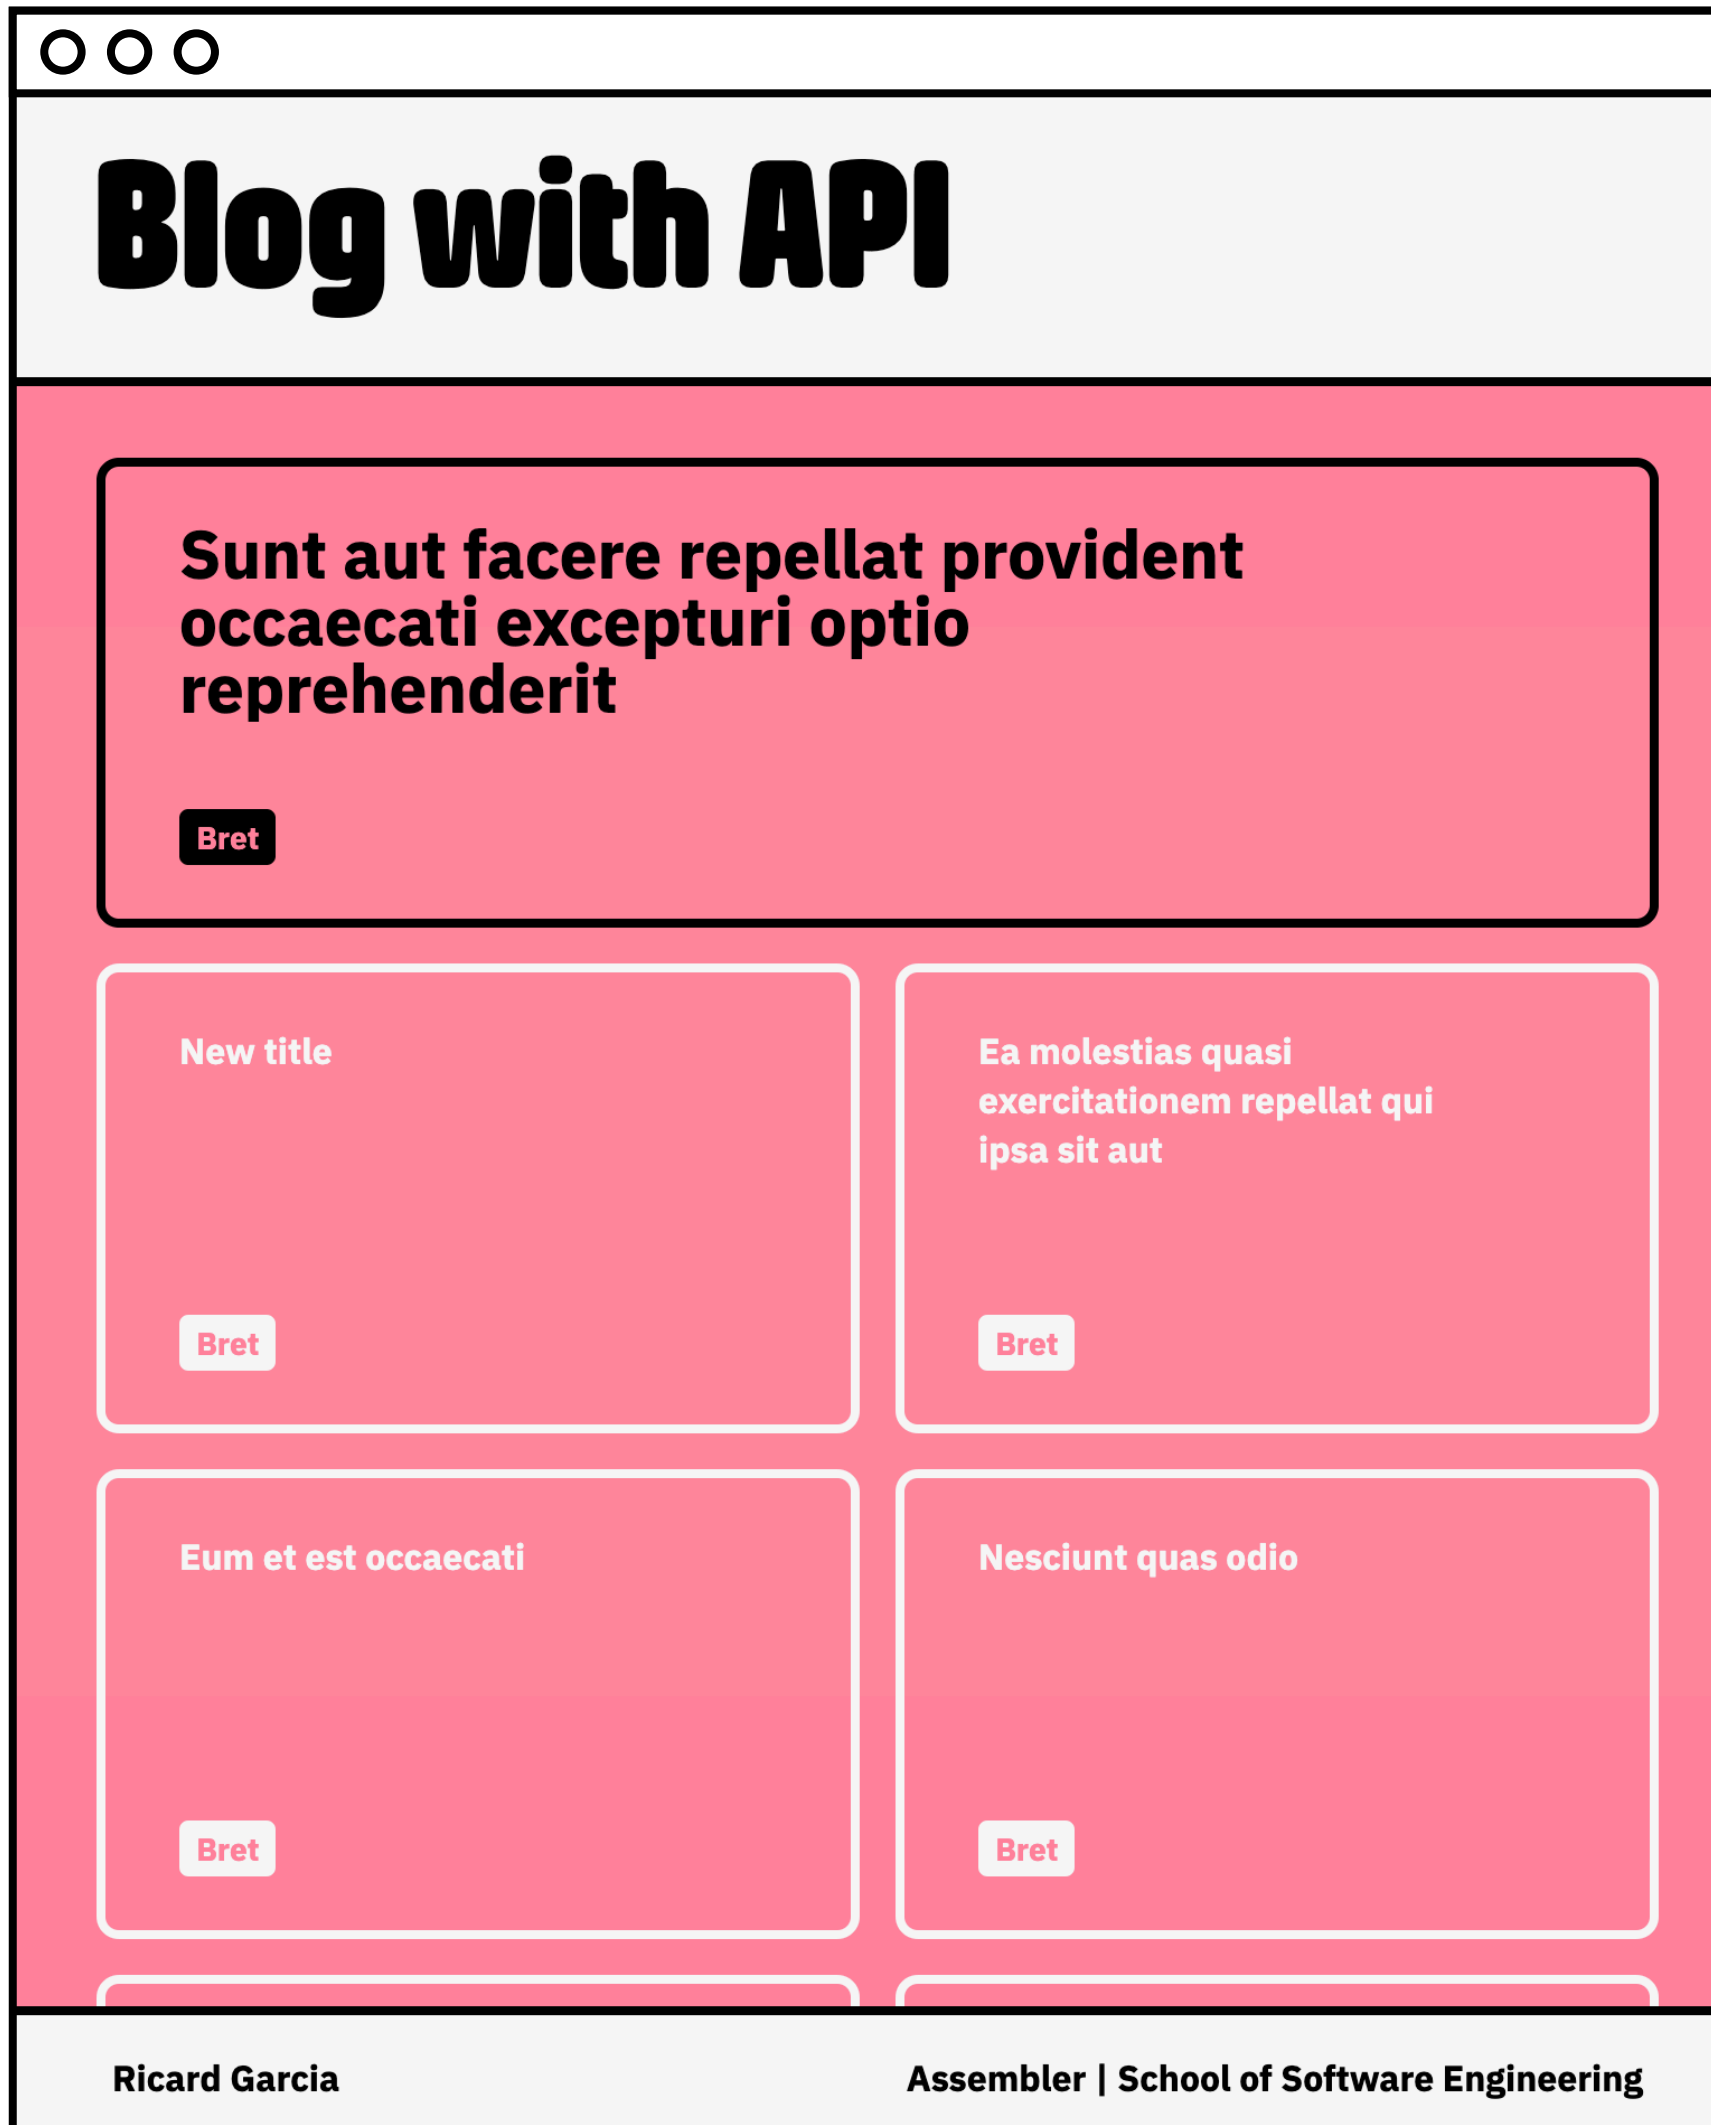 Blog with API
Sunt aut facere repellat provident
occaecati excepturi optio
reprehenderit
Bret
New title
Bret
Ea molestias quasi
exercitationem repellat qui
ipsa sit aut
Bret
Eum et est occaecati
Bret
Nesciunt quas odio
Bret
Ricard Garcia
Assembler | School of Software Engineering